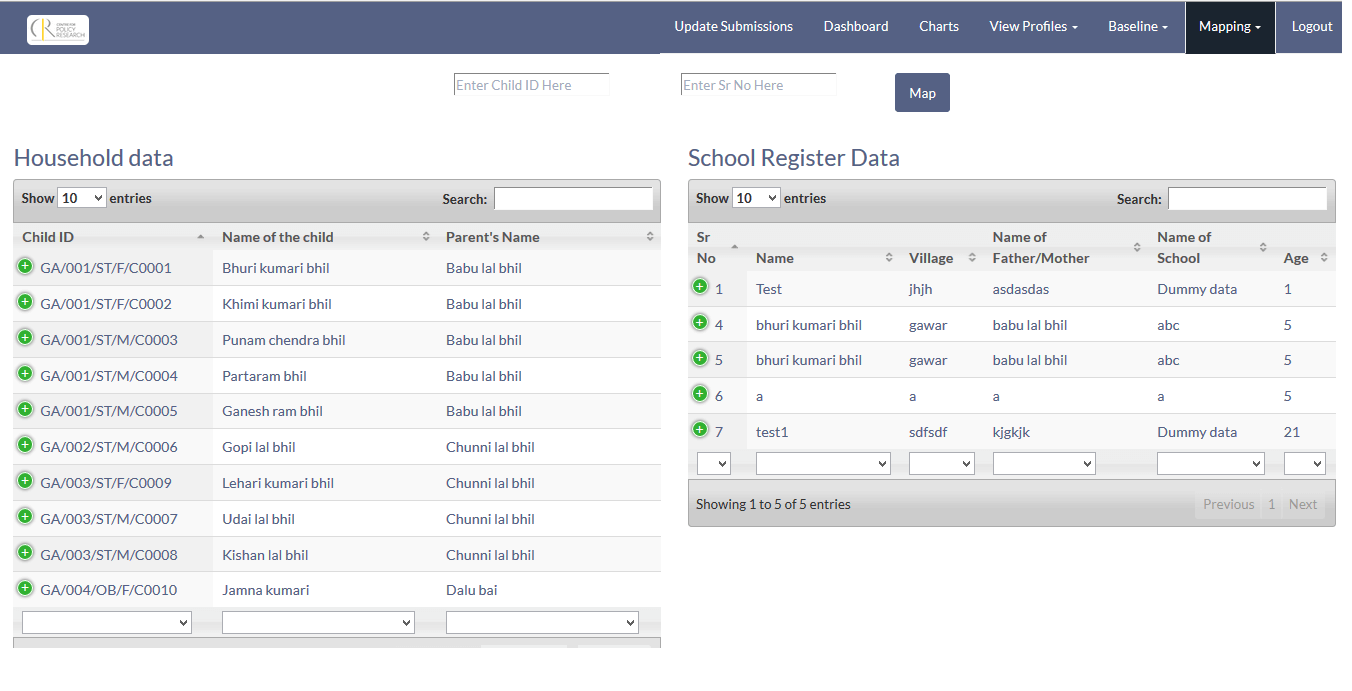 CENTRE FOR
POLICY
RESEARCH
Update Submissions Dashboard Charts View Profiles Baseline Mapping Logout
Enter Child ID Here Enter Sr No Here Map
Household data
Show 10 entries Search:
Child ID Name of the child Parent's Name
GA/001/ST/F/C0001 Bhuri kumari bhil Babu lal bhil
GA/001/ST/F/C0002 Khimi kumari bhil Babu lal bhil
GA/001/ST/M/C0003 Punam chendra bhil Babu lal bhil
GA/001/ST/M/C0004 Partaram bhil Babu lal bhil
GA/001/ST/M/C0005 Ganesh ram bhil Babu lal bhil
GA/002/ST/M/C0006 Gopi lal bhil Chunni lal bhil
GA/003/ST/F/C0009 Lehari kumari bhil Chunni lal bhil
GA/003/ST/M/C0007 Udai lal bhil Chunni lal bhil
GA/003/ST/M/C0008 Kishan lal bhil Chunni lal bhil
GA/004/OB/F/C0010 Jamna kumari Dalu bai
School Register Data
Show 10 entries Search:
Sr Name of Name of
No Name Village Father/Mother School Age
1 Test jhjh asdasdas Dummy data 1
4 bhuri kumari bhil gawar babu lal bhil abc 5
5 bhuri kumari bhil gawar babu lal bhil abc 5
6 a a a a 5
7 test1 sdfsdf kjgkjk Dummy data 21
Showing 1 to 5 of 5 entries Previous 1 Next